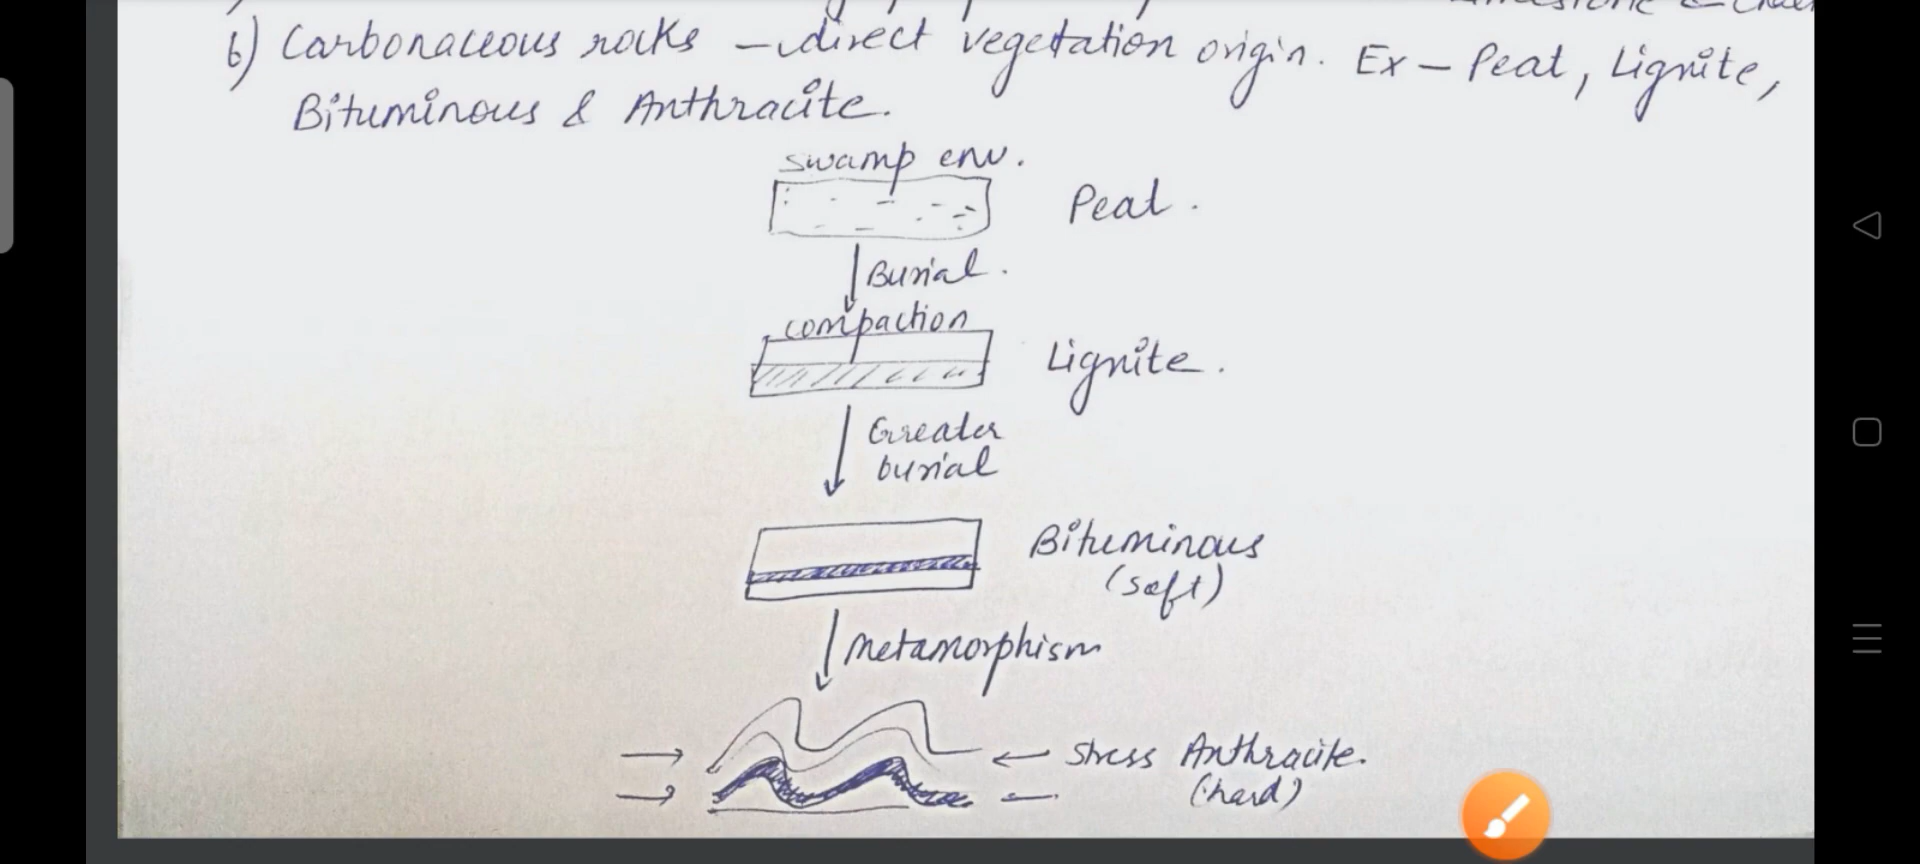 b) Carbonaceous rocks - direct vegetation origin. Ex - Peat, Lignite,
Bituminous & Anthracite.
swamp env.
Peat.
Burial.
compaction
Lignite.
Greater
burial
Bituminous
(soft)
Metamorphism
Stress Anthracite.
(hard)